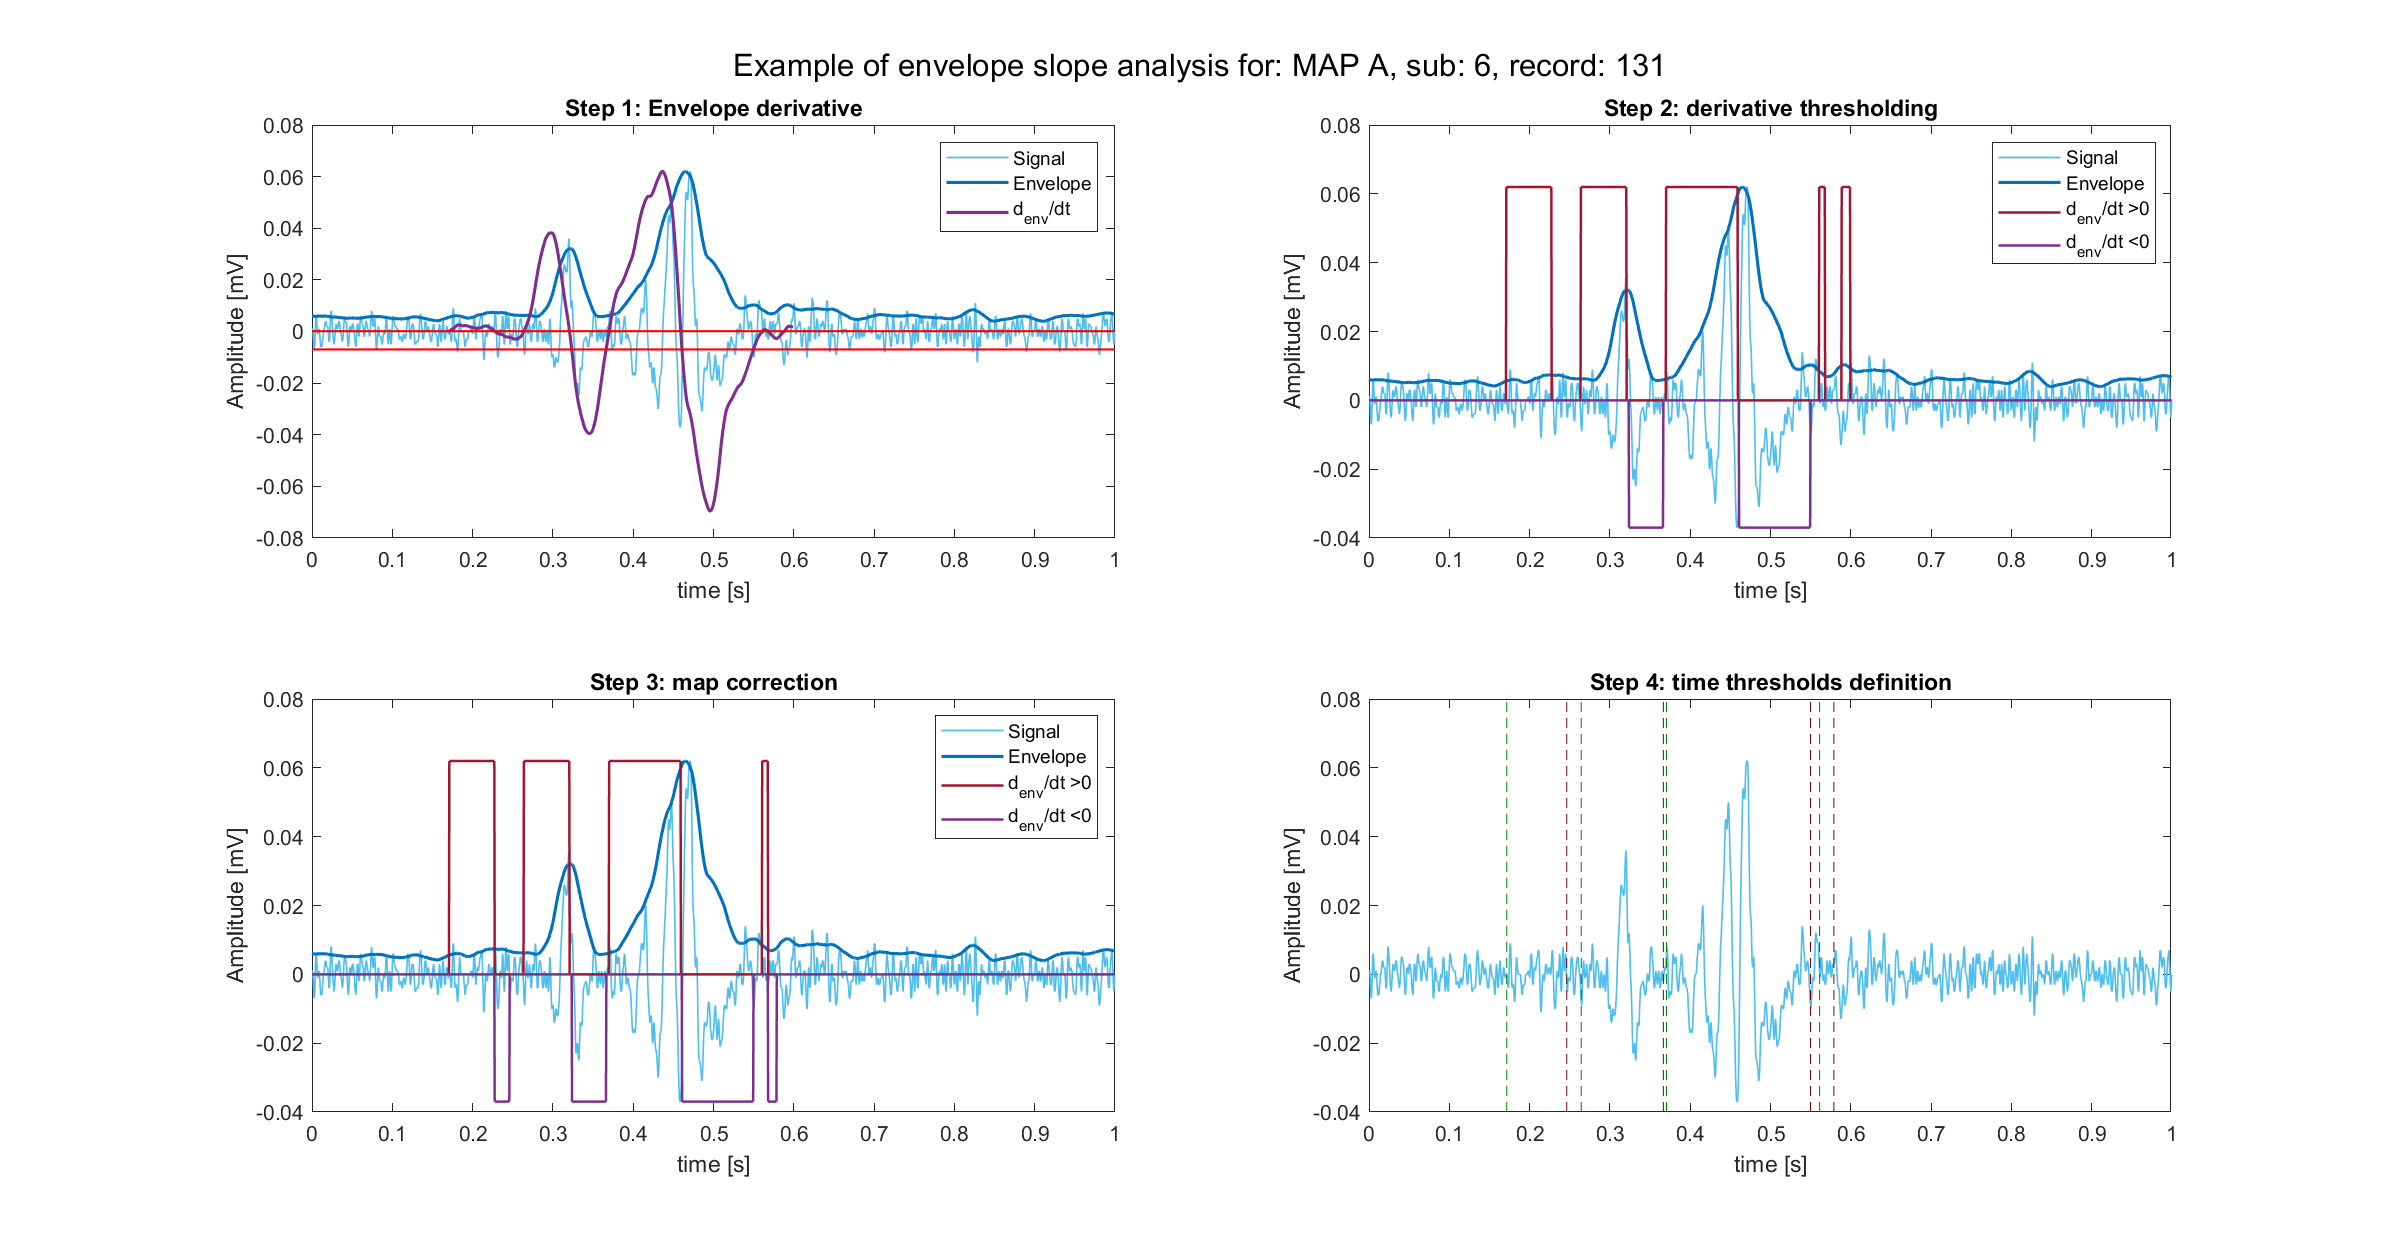 Example of envelope slope analysis for: MAP A, sub: 6, record: 131
Step 1: Envelope derivative
0.08
0.06
0.04
0.02
0
-0.02
-0.04
-0.06
-0.08
Amplitude [mV]
0 0.1 0.2 0.3 0.4 0.5 0.6 0.7 0.8 0.9 1
time [s]
Signal
Envelope
d_env/dt
Step 2: derivative thresholding
0.08
0.06
0.04
0.02
0
-0.02
-0.04
Amplitude [mV]
0 0.1 0.2 0.3 0.4 0.5 0.6 0.7 0.8 0.9 1
time [s]
Signal
Envelope
d_env/dt >0
d_env/dt <0
Step 3: map correction
0.08
0.06
0.04
0.02
0
-0.02
-0.04
Amplitude [mV]
0 0.1 0.2 0.3 0.4 0.5 0.6 0.7 0.8 0.9 1
time [s]
Signal
Envelope
d_env/dt >0
d_env/dt <0
Step 4: time thresholds definition
0.08
0.06
0.04
0.02
0
-0.02
-0.04
Amplitude [mV]
0 0.1 0.2 0.3 0.4 0.5 0.6 0.7 0.8 0.9 1
time [s]